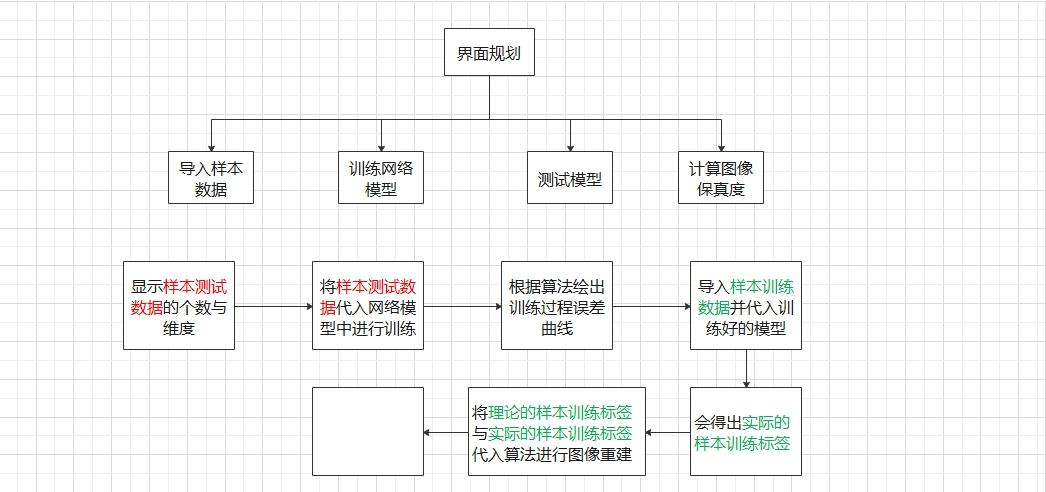 界面规划
导入样本
数据
训练网络
模型
测试模型
计算图像
保真度
显示样本测试
数据的个数与
维度
将样本测试数
据代入网络模
型中进行训练
根据算法绘出
训练过程误差
曲线
导入样本训练
数据并代入训
练好的模型
会得出实际的
样本训练标签
将理论的样本训练标签
与实际的样本训练标签
代入算法进行图像重建